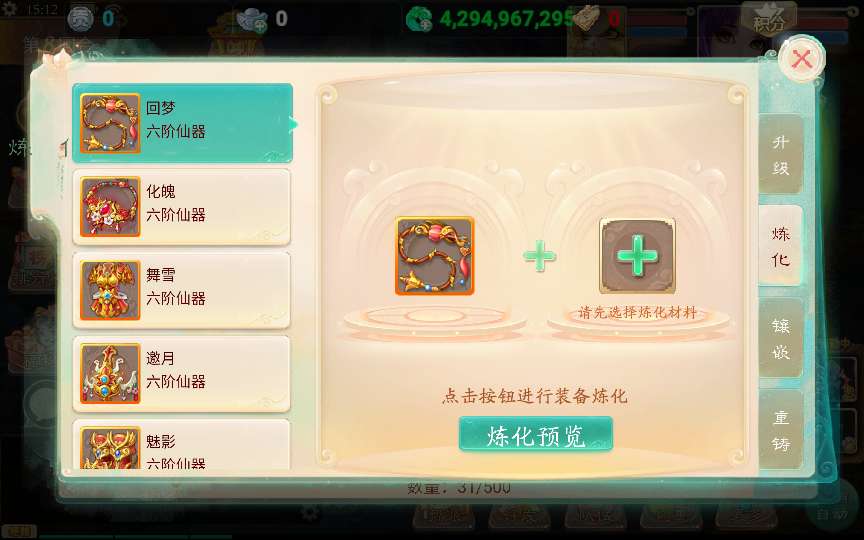 15:12
0
0
4,294,967,295
0
积分
回梦
六阶仙器
化魄
六阶仙器
舞雪
六阶仙器
邀月
六阶仙器
魅影
六阶仙器
请先选择炼化材料
点击按钮进行装备炼化
炼化预览
升级
炼化
镶嵌
重铸
数量：31/500
自动